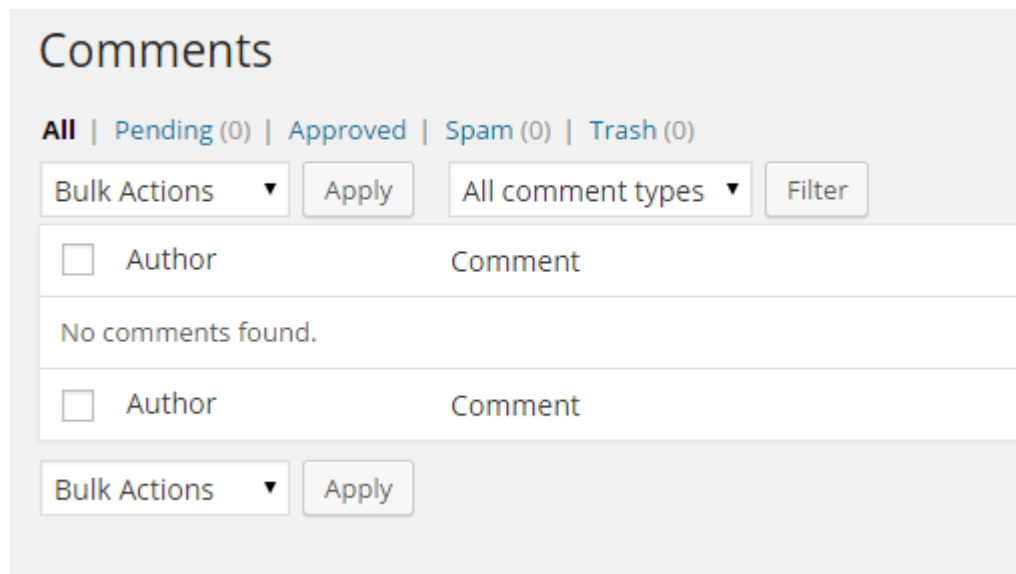 Comments
All | Pending (0) | Approved | Spam (0) | Trash (0)
Bulk Actions Apply All comment types Filter
Author Comment
No comments found.
Author Comment
Bulk Actions Apply